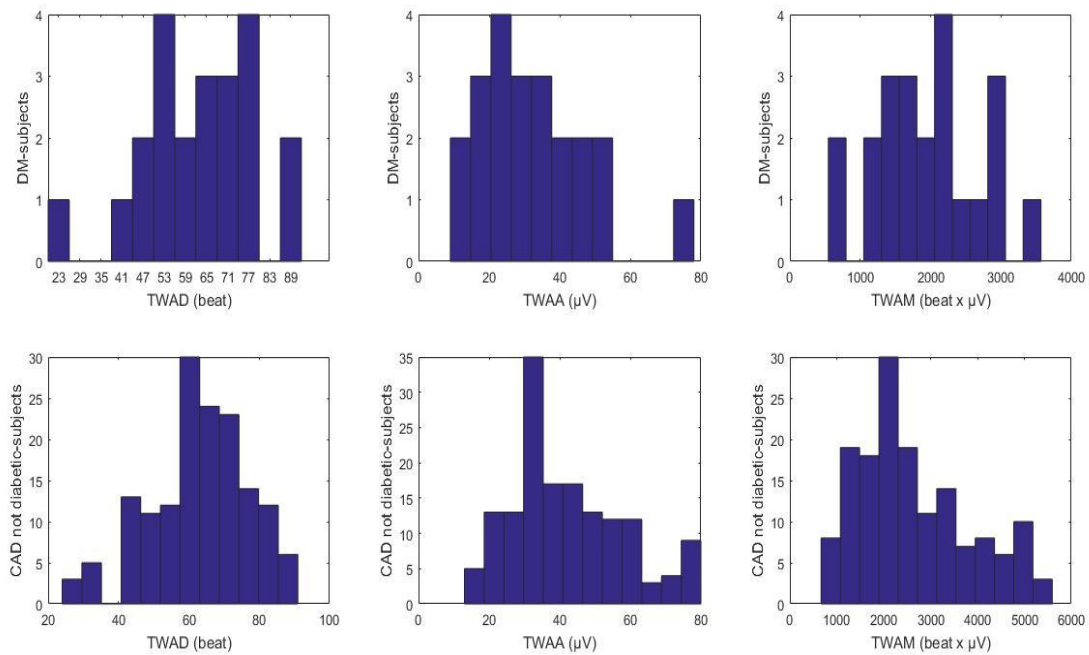 DM-subjects
4
3
2
1
0
23 29 35 41 47 53 59 65 71 77 83 89
TWAD (beat)
DM-subjects
4
3
2
1
0
0 20 40 60 80
TWAA (µV)
DM-subjects
4
3
2
1
0
0 1000 2000 3000 4000
TWAM (beat x µV)
CAD not diabetic-subjects
30
25
20
15
10
5
0
20 40 60 80 100
TWAD (beat)
CAD not diabetic-subjects
35
30
25
20
15
10
5
0
0 20 40 60 80
TWAA (µV)
CAD not diabetic-subjects
30
25
20
15
10
5
0
0 1000 2000 3000 4000 5000 6000
TWAM (beat x µV)